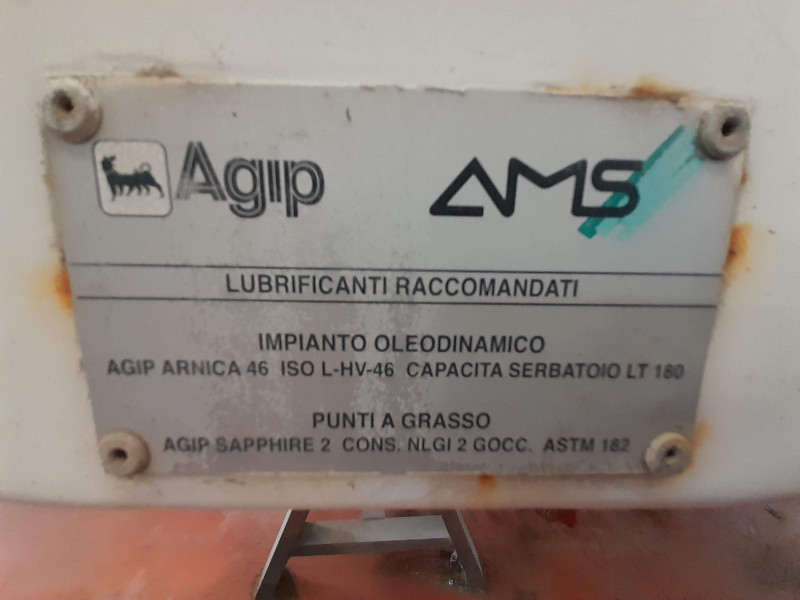 Agip AMS
LUBRIFICANTI RACCOMANDATI
IMPIANTO OLEODINAMICO
AGIP ARNICA 46 ISO L-HV-46 CAPACITA SERBATOIO LT 180
PUNTI A GRASSO
AGIP SAPPHIRE 2 CONS. NLGI 2 GOCC. ASTM 182